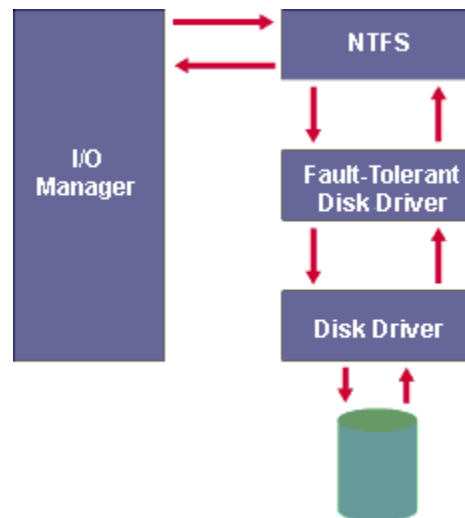 NTFS
I/O
Manager
Fault-Tolerant
Disk Driver
Disk Driver